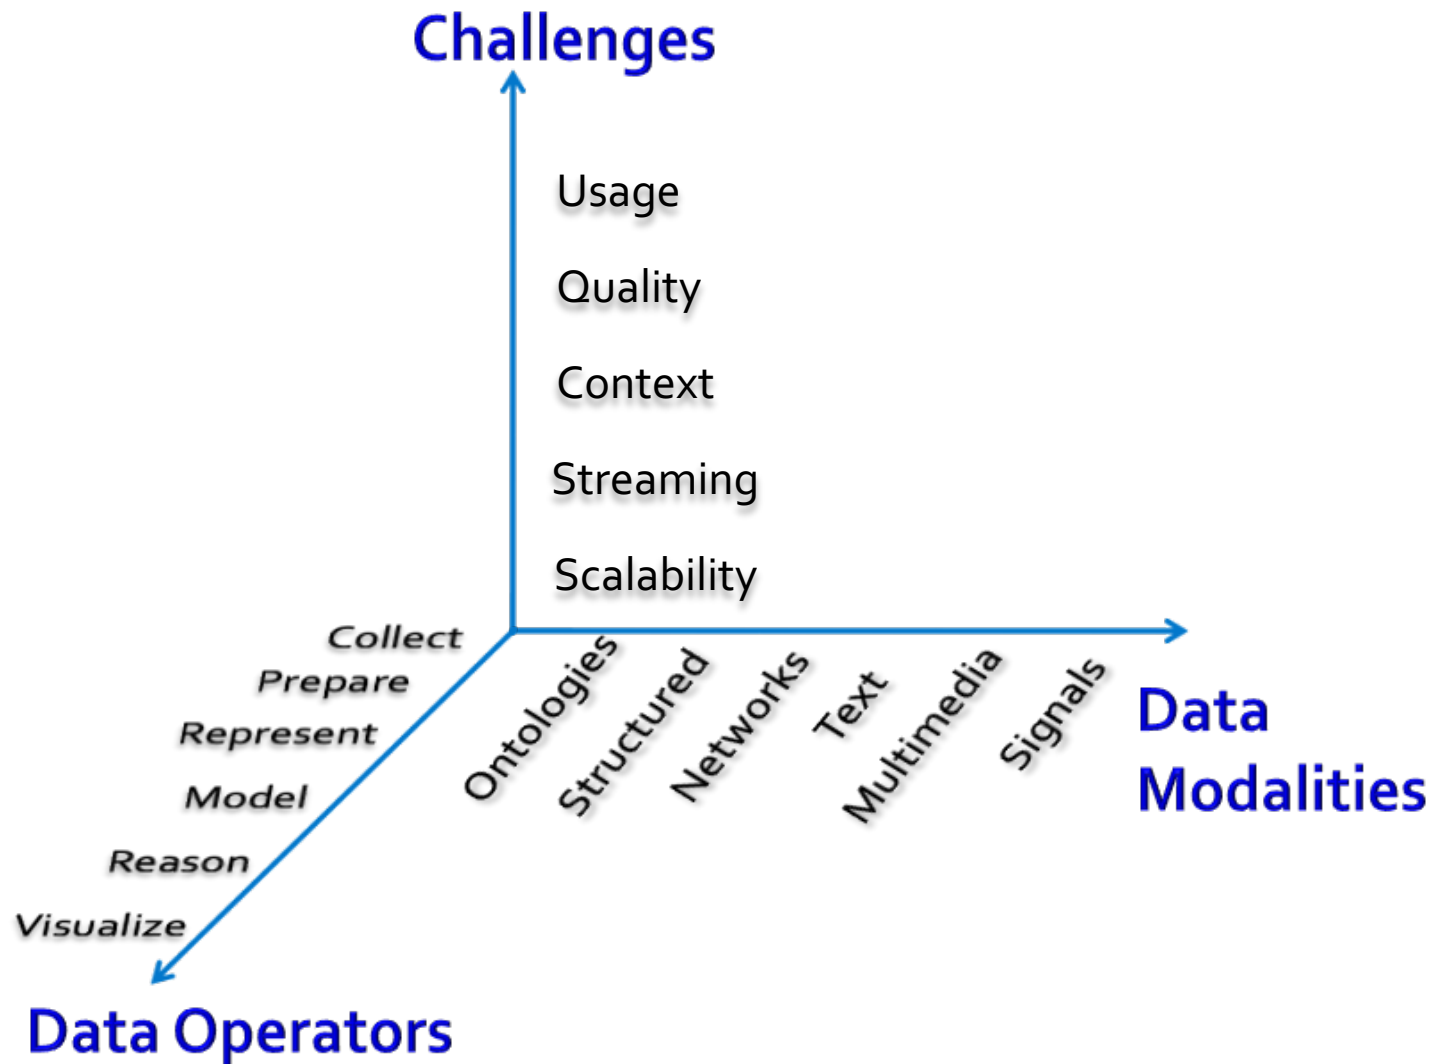 Challenges
Usage
Quality
Context
Streaming
Scalability
Collect
Prepare
Represent
Model
Reason
Visualize
Data Operators
Ontologies
Structured
Networks
Text
Multimedia
Signals
Data
Modalities